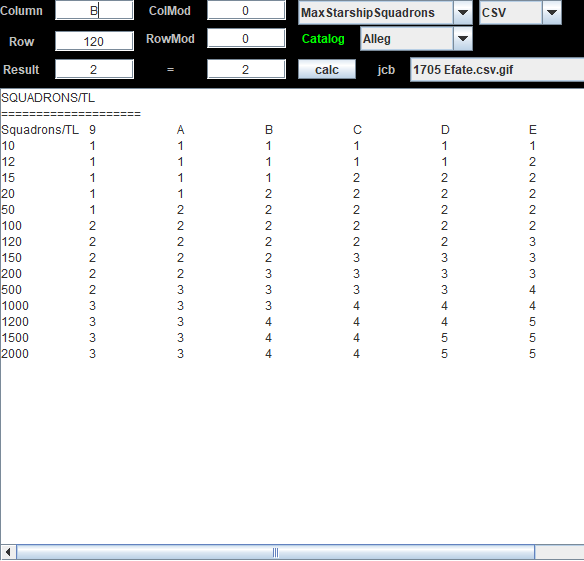 Column B ColMod 0 MaxStarshipSquadrons CSV
Row 120 RowMod 0 Catalog Alleg
Result 2 = 2 calc jcb 1705 Efate.csv.gif
SQUADRONS/TL
====================
Squadrons/TL 9 A B C D E
10 1 1 1 1 1 1
12 1 1 1 1 1 2
15 1 1 1 2 2 2
20 1 1 2 2 2 2
50 1 2 2 2 2 2
100 2 2 2 2 2 2
120 2 2 2 2 2 3
150 2 2 2 3 3 3
200 2 2 3 3 3 3
500 2 3 3 3 3 4
1000 3 3 3 4 4 4
1200 3 3 4 4 4 5
1500 3 3 4 4 5 5
2000 3 3 4 4 5 5